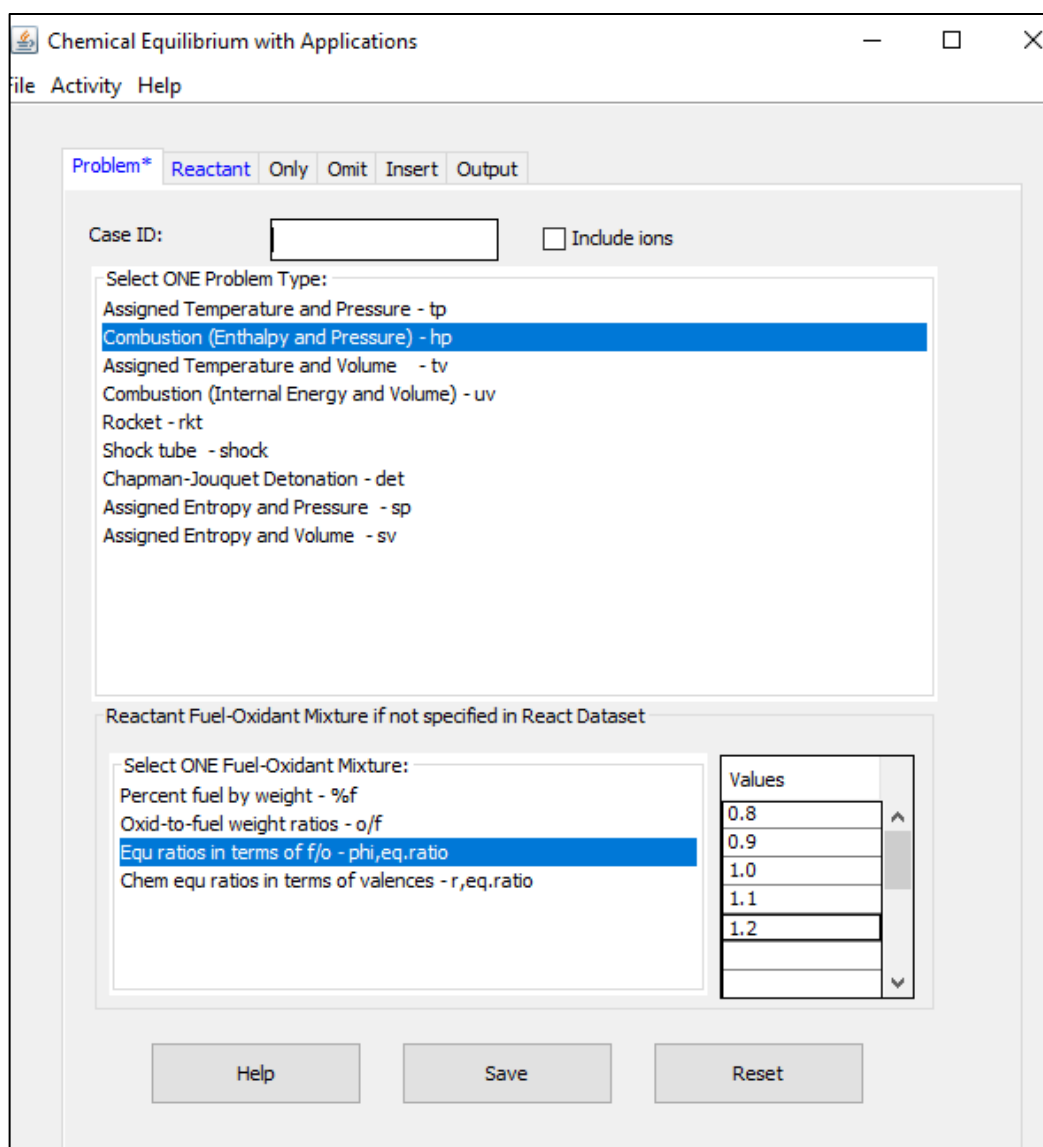 Chemical Equilibrium with Applications
File Activity Help
Problem* Reactant Only Omit Insert Output
Case ID: Include ions
Select ONE Problem Type:
Assigned Temperature and Pressure - tp
Combustion (Enthalpy and Pressure) - hp
Assigned Temperature and Volume - tv
Combustion (Internal Energy and Volume) - uv
Rocket - rkt
Shock tube - shock
Chapman-Jouquet Detonation - det
Assigned Entropy and Pressure - sp
Assigned Entropy and Volume - sv
Reactant Fuel-Oxidant Mixture if not specified in React Dataset
Select ONE Fuel-Oxidant Mixture:
Percent fuel by weight - %f
Oxid-to-fuel weight ratios - o/f
Equ ratios in terms of f/o - phi,eq.ratio
Chem equ ratios in terms of valences - r,eq.ratio
Values
0.8
0.9
1.0
1.1
1.2
Help Save Reset